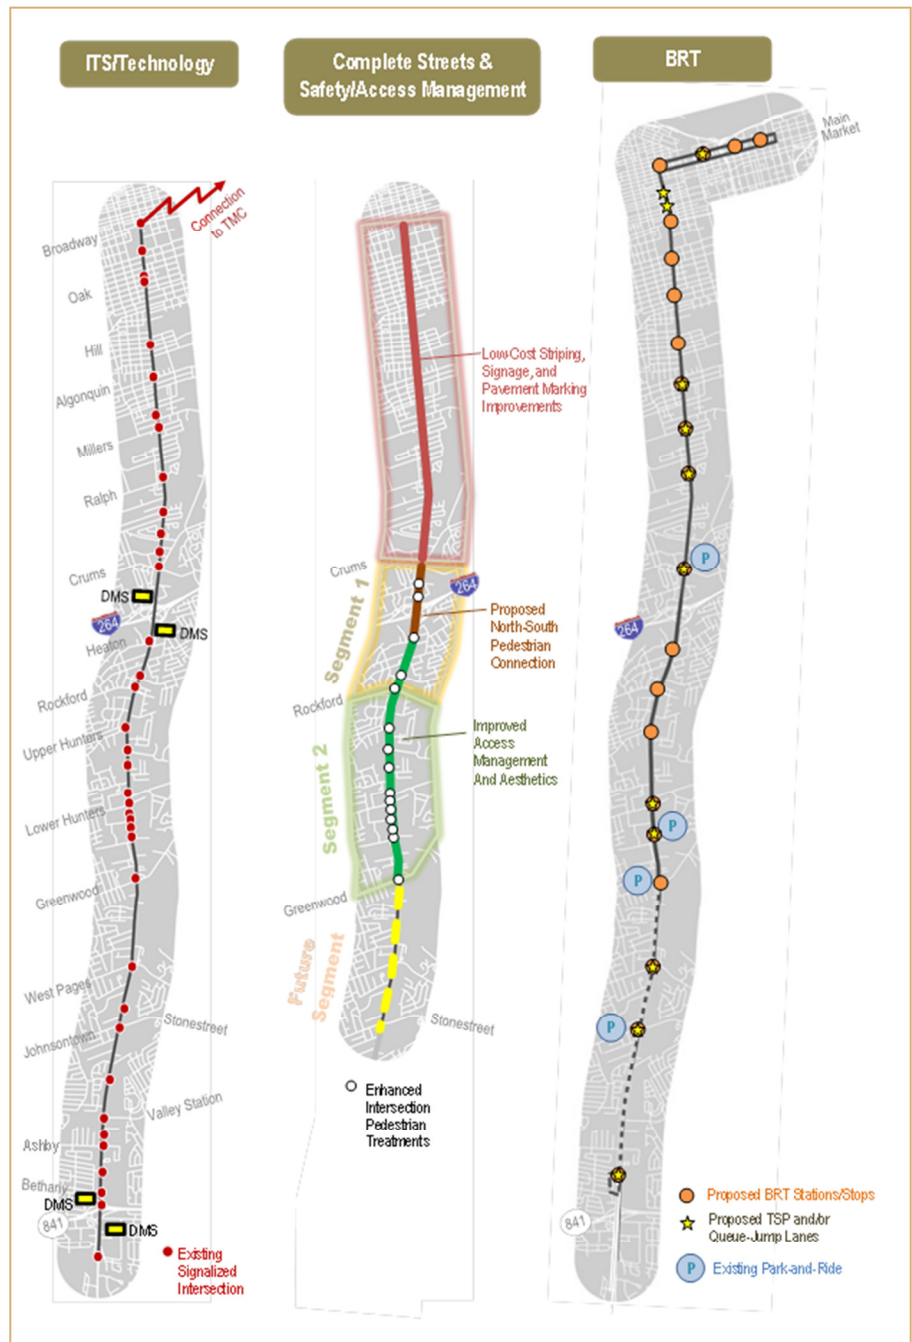 ITS/Technology
Complete Streets &
Safety/Access Management
BRT
Connection
to TMC
Broadway
Oak
Hill
Algonquin
Millers
Ralph
Crums
DMS
264
DMS
Heaton
Rockford
Upper Hunters
Lower Hunters
Greenwood
West Pages
Johnsontown
Stonestreet
Valley Station
Ashby
Bethany
DMS
841
DMS
Existing
Signalized
Intersection
Low-Cost Striping,
Signage, and
Pavement Marking
Improvements
Crums
264
Segment 1
Proposed
North-South
Pedestrian
Connection
Rockford
Segment 2
Improved
Access
Management
And Aesthetics
Greenwood
Future
Segment
Stonestreet
Enhanced
Intersection
Pedestrian
Treatments
Main
Market
P
264
P
P
P
841
Proposed BRT Stations/Stops
Proposed TSP and/or
Queue-Jump Lanes
P
Existing Park-and-Ride